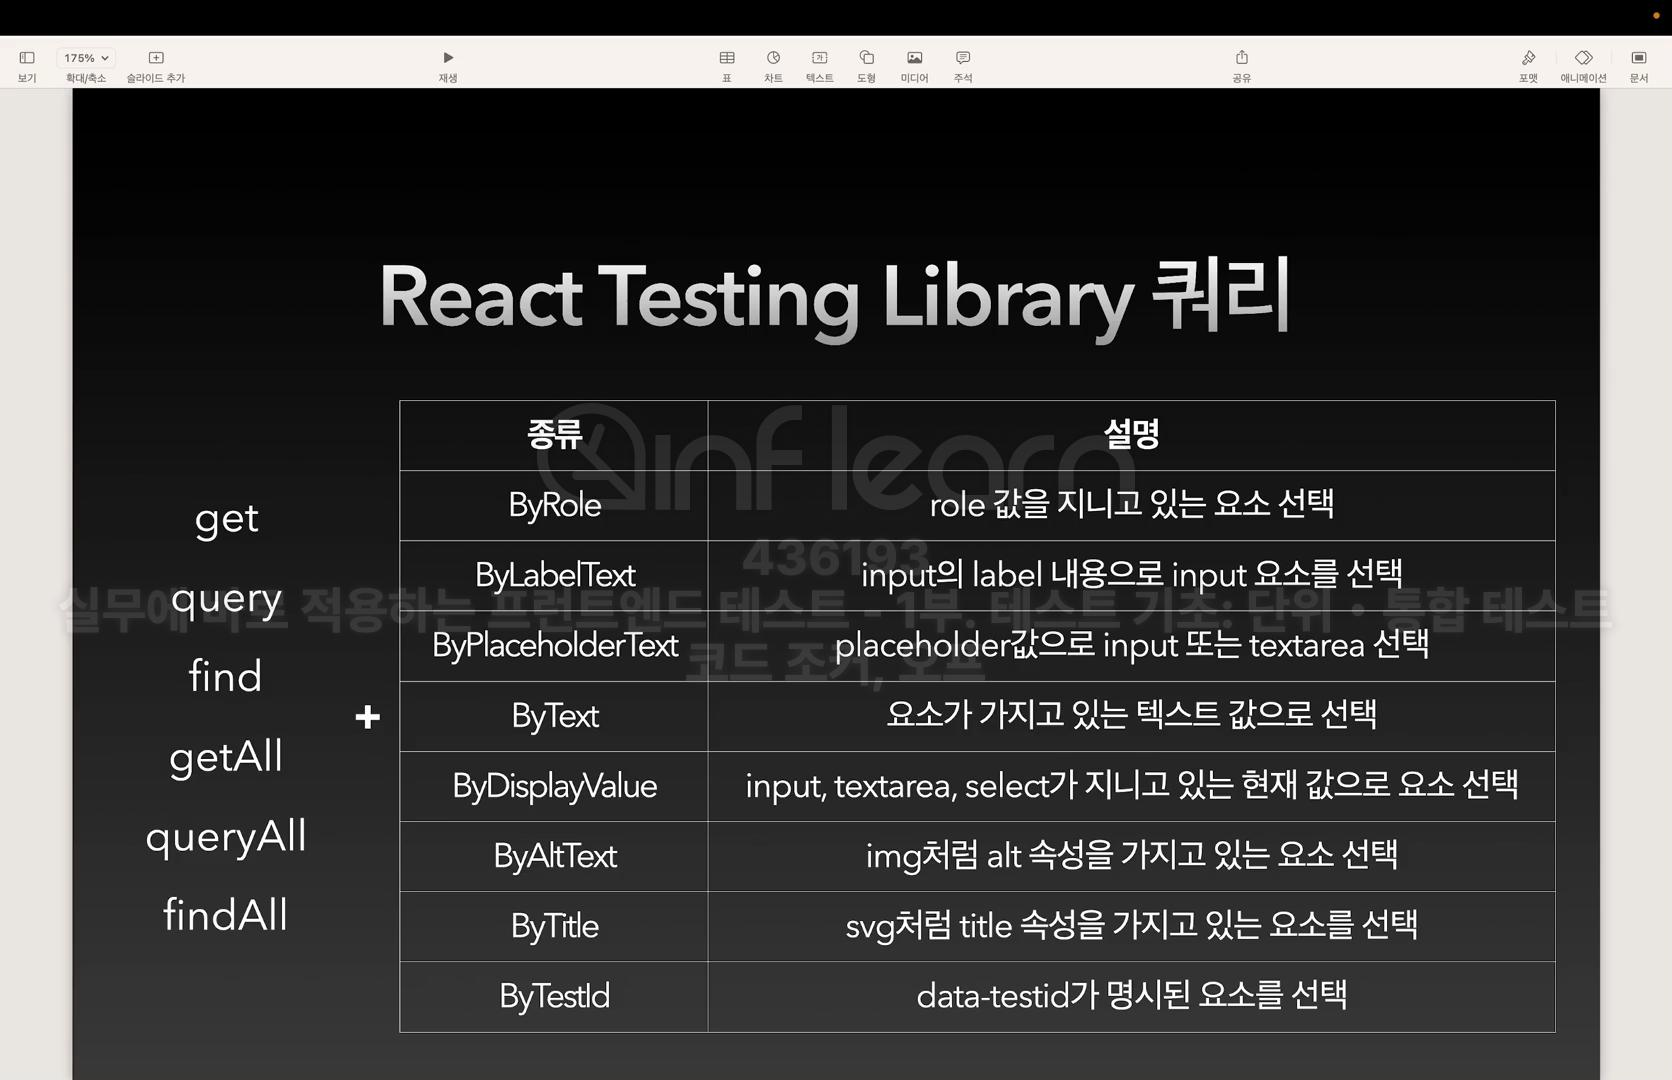 175%
보기
확대/축소
슬라이드 추가
재생
표
차트
텍스트
도형
미디어
주석
공유
포맷
애니메이션
문서
React Testing Library 쿼리
get
query
find
getAll
queryAll
findAll
+
종류 설명
ByRole role 값을 지니고 있는 요소 선택
ByLabelText input의 label 내용으로 input 요소를 선택
ByPlaceholderText placeholder값으로 input 또는 textarea 선택
ByText 요소가 가지고 있는 텍스트 값으로 선택
ByDisplayValue input, textarea, select가 지니고 있는 현재 값으로 요소 선택
ByAltText img처럼 alt 속성을 가지고 있는 요소 선택
ByTitle svg처럼 title 속성을 가지고 있는 요소를 선택
ByTestId data-testid가 명시된 요소를 선택
inflearn
436193
실무에 바로 적용하는 프런트엔드 테스트 - 1부. 테스트 기초: 단위・통합 테스트
코드 조커, 오프